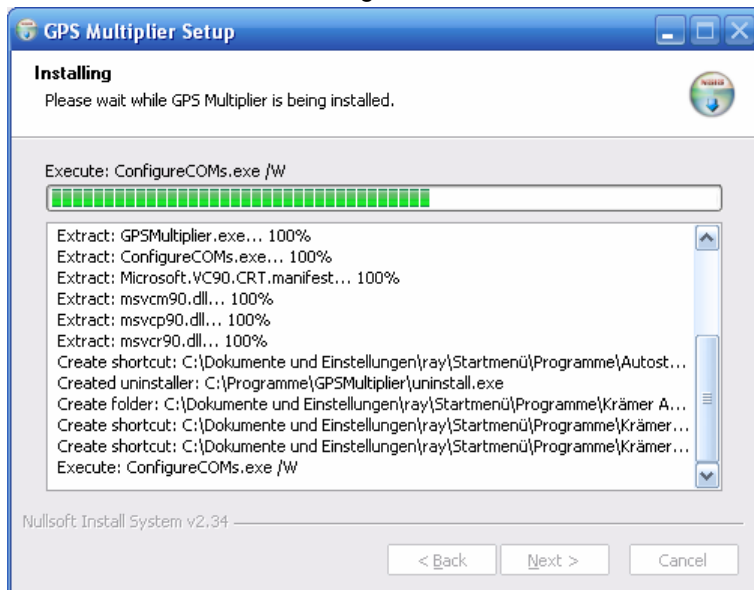 GPS Multiplier Setup
Installing
Please wait while GPS Multiplier is being installed.
Execute: ConfigureCOMs.exe /W
Extract: GPSMultiplier.exe... 100%
Extract: ConfigureCOMs.exe... 100%
Extract: Microsoft.VC90.CRT.manifest... 100%
Extract: msvcm90.dll... 100%
Extract: msvcp90.dll... 100%
Extract: msvcr90.dll... 100%
Create shortcut: C:\Dokumente und Einstellungen\ray\Startmenü\Programme\Autost...
Created uninstaller: C:\Programme\GPSMultiplier\uninstall.exe
Create folder: C:\Dokumente und Einstellungen\ray\Startmenü\Programme\Krämer A...
Create shortcut: C:\Dokumente und Einstellungen\ray\Startmenü\Programme\Krämer...
Create shortcut: C:\Dokumente und Einstellungen\ray\Startmenü\Programme\Krämer...
Execute: ConfigureCOMs.exe /W
Nullsoft Install System v2.34
< Back Next > Cancel